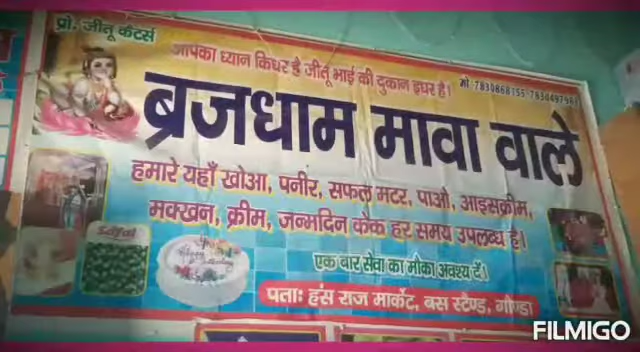 प्रो. जीतू कैटर्स
आपका ध्यान किधर है जीतू भाई की दुकान इधर है।
मो. 7830868155, 7830497981
ब्रजधाम मावा वाले
हमारे यहाँ खोआ, पनीर, सफल मटर, पाओ, आइसक्रीम,
मक्खन, क्रीम, जन्मदिन केक हर समय उपलब्ध है।
Safal
एक बार सेवा का मोका अवश्य दें।
पताः हंस राज मार्केट, बस स्टैण्ड, गोण्डा
FILMIGO